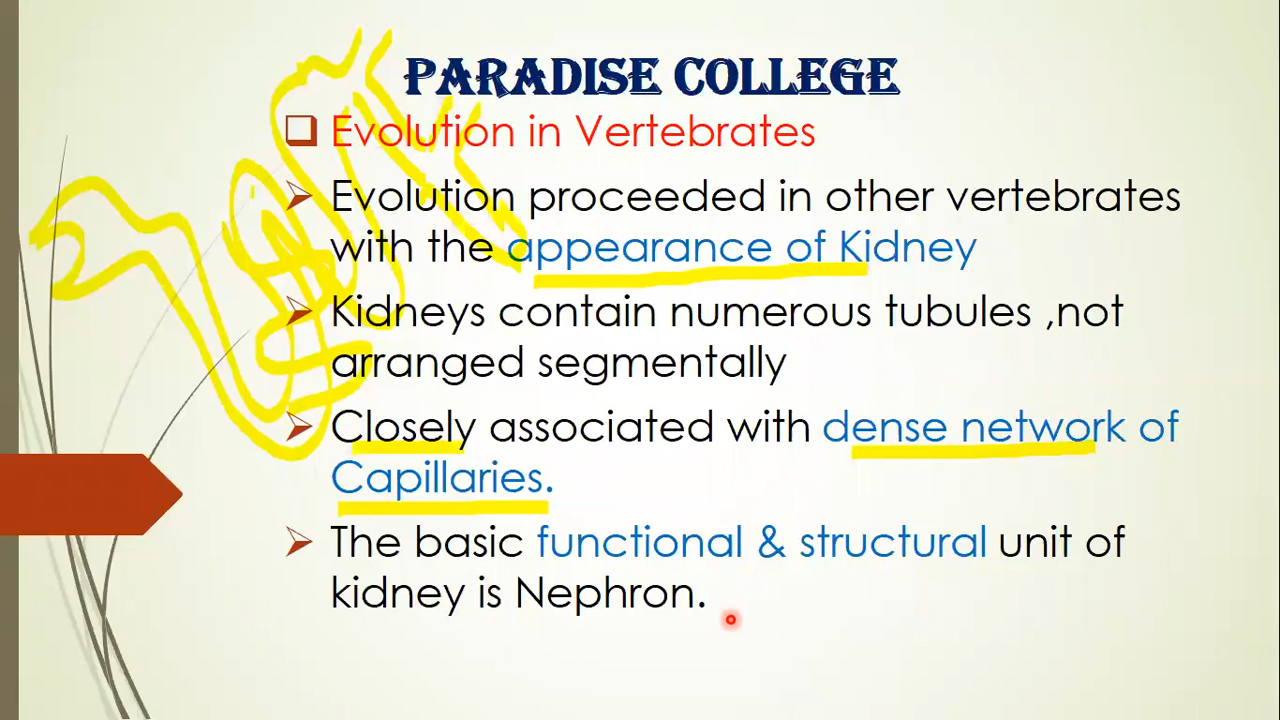 PARADISE COLLEGE
Evolution in Vertebrates
Evolution proceeded in other vertebrates
with the appearance of Kidney
Kidneys contain numerous tubules ,not
arranged segmentally
Closely associated with dense network of
Capillaries.
The basic functional & structural unit of
kidney is Nephron.